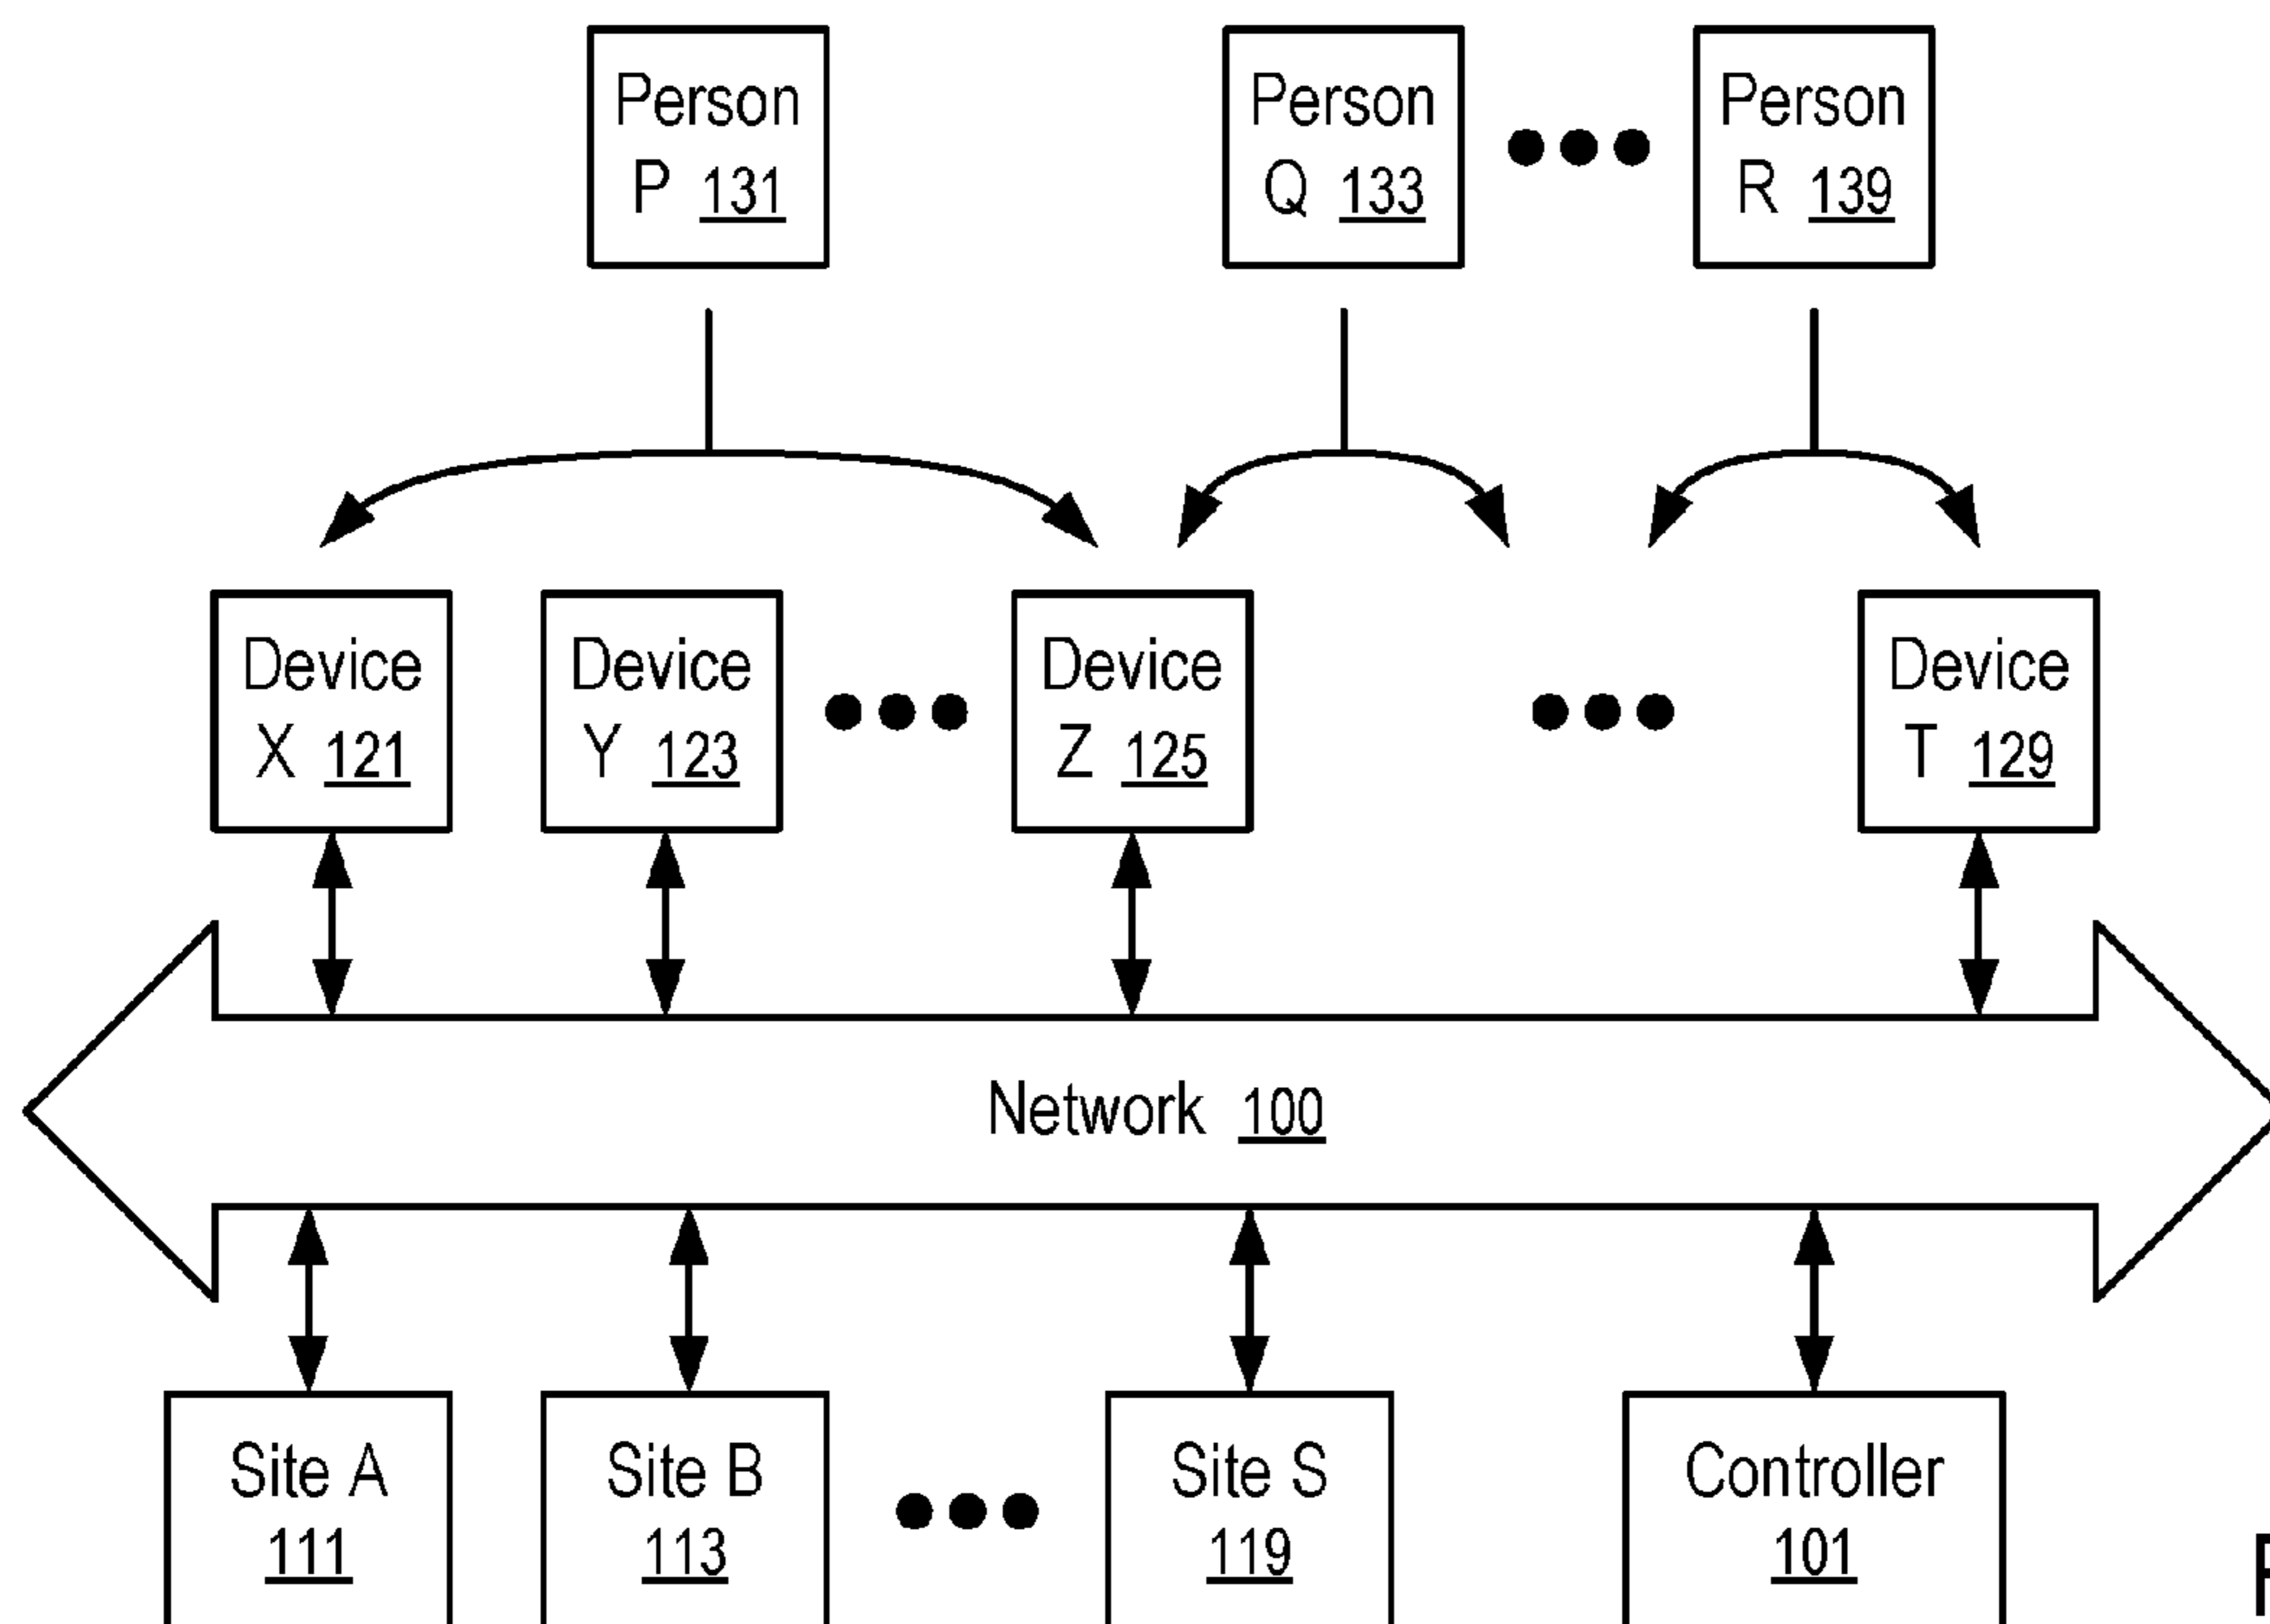 Person
P 131
Person
Q 133
Person
R 139
Device
X 121
Device
Y 123
Device
Z 125
Device
T 129
Network 100
Site A
111
Site B
113
Site S
119
Controller
101